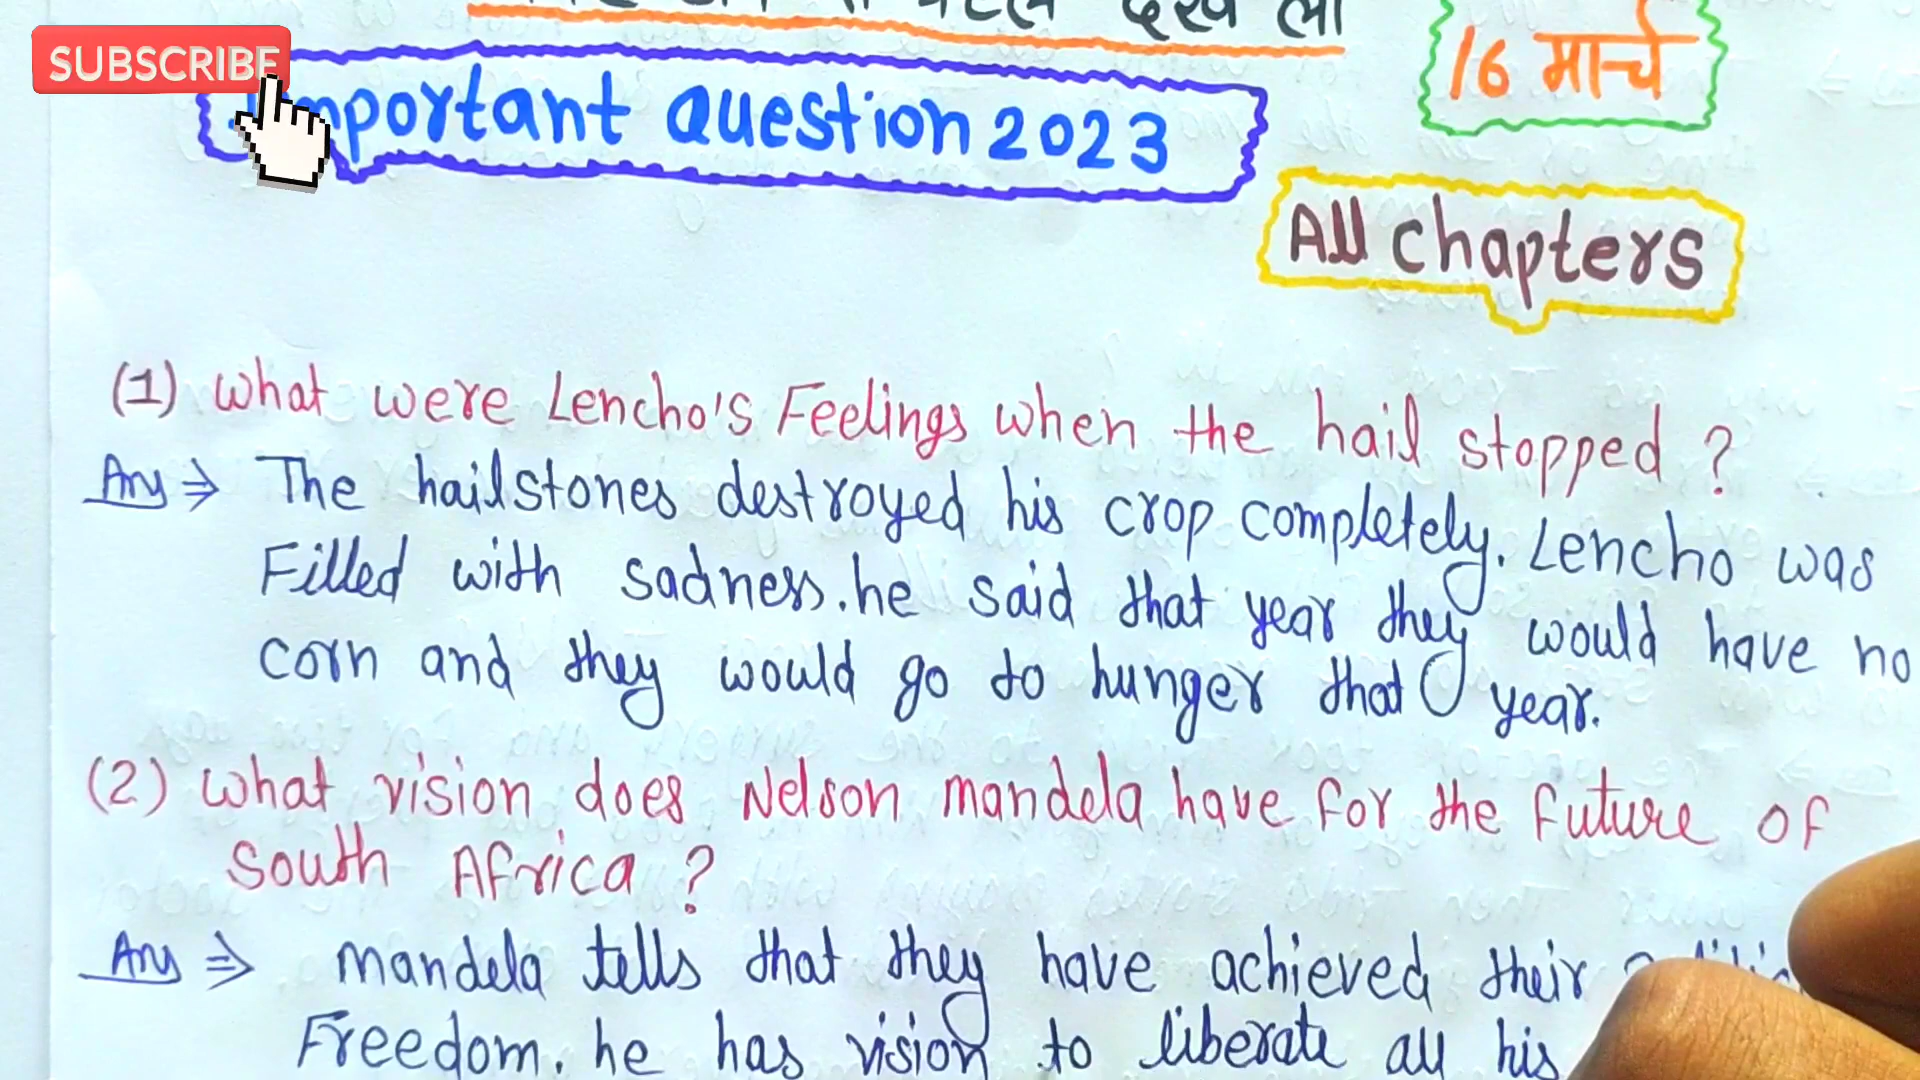 देख लो
SUBSCRIBE
16 मार्च
Important Question 2023
All chapters
(1) What were Lencho's Feelings when the hail stopped ?
Ans ⇒ The hailstones destroyed his crop completely. Lencho was
Filled with sadness. he said that year they would have no
corn and they would go to hunger that year.
(2) What vision does Nelson mandela have for the future of
South Africa ?
Ans ⇒ mandela tells that they have achieved their
Freedom. he has vision to liberate all his